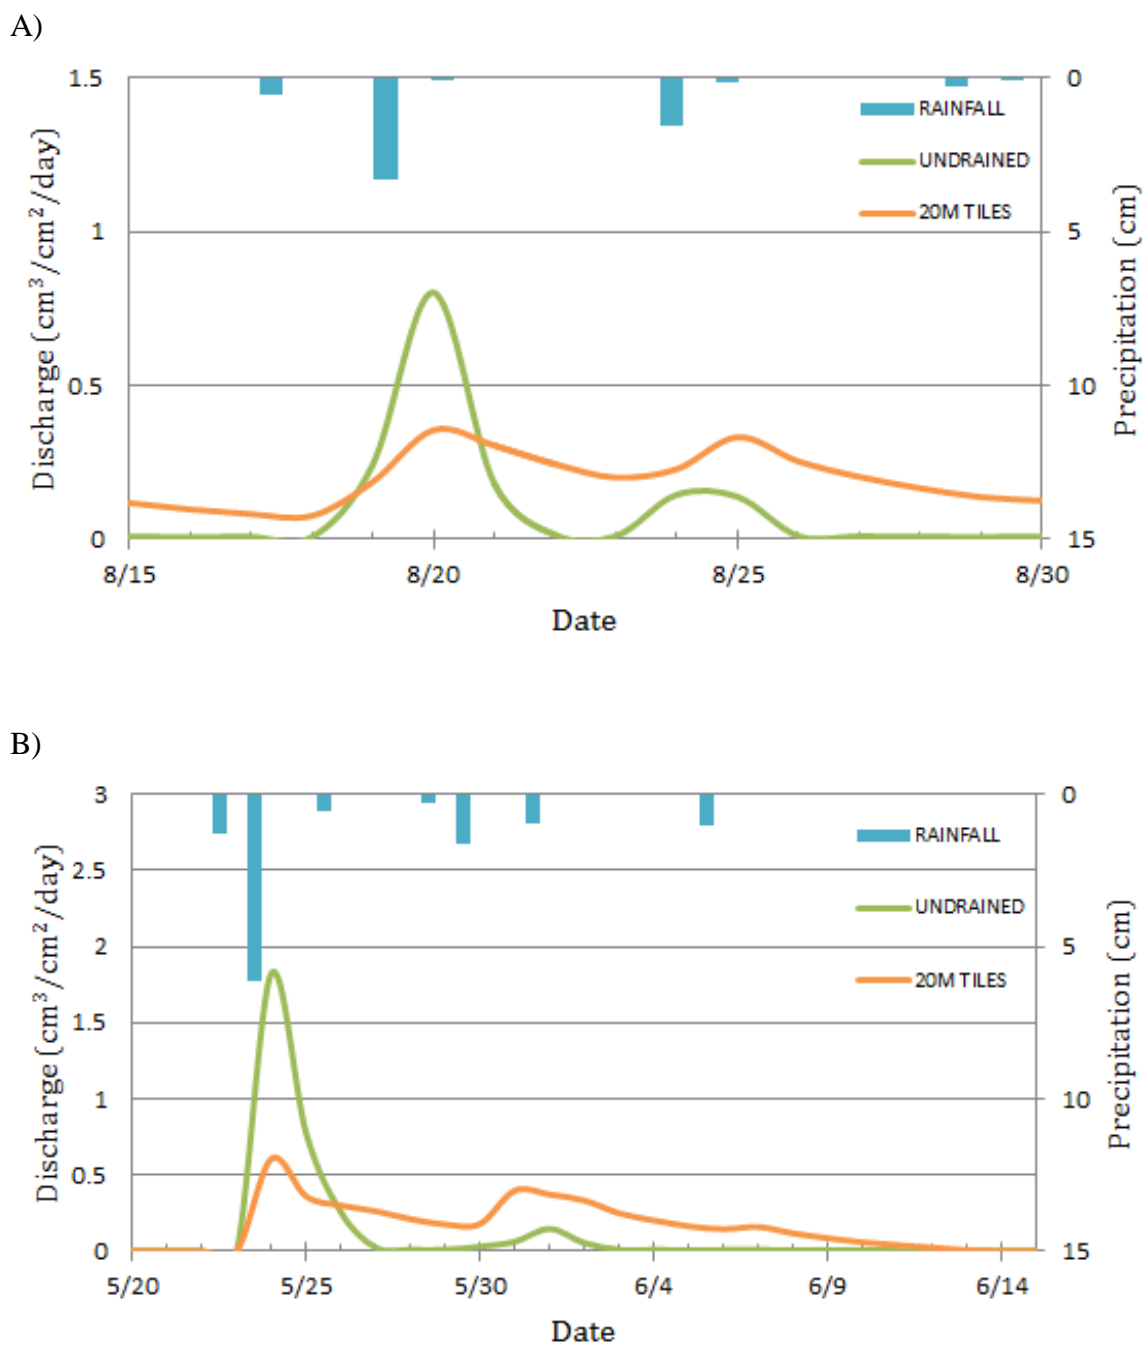 A)
1.5
1
0.5
0
Discharge (cm³/cm²/day)
0
5
10
15
Precipitation (cm)
RAINFALL
UNDRAINED
20M TILES
8/15
8/20
8/25
8/30
Date
B)
3
2.5
2
1.5
1
0.5
0
Discharge (cm³/cm²/day)
0
5
10
15
Precipitation (cm)
RAINFALL
UNDRAINED
20M TILES
5/20
5/25
5/30
6/4
6/9
6/14
Date